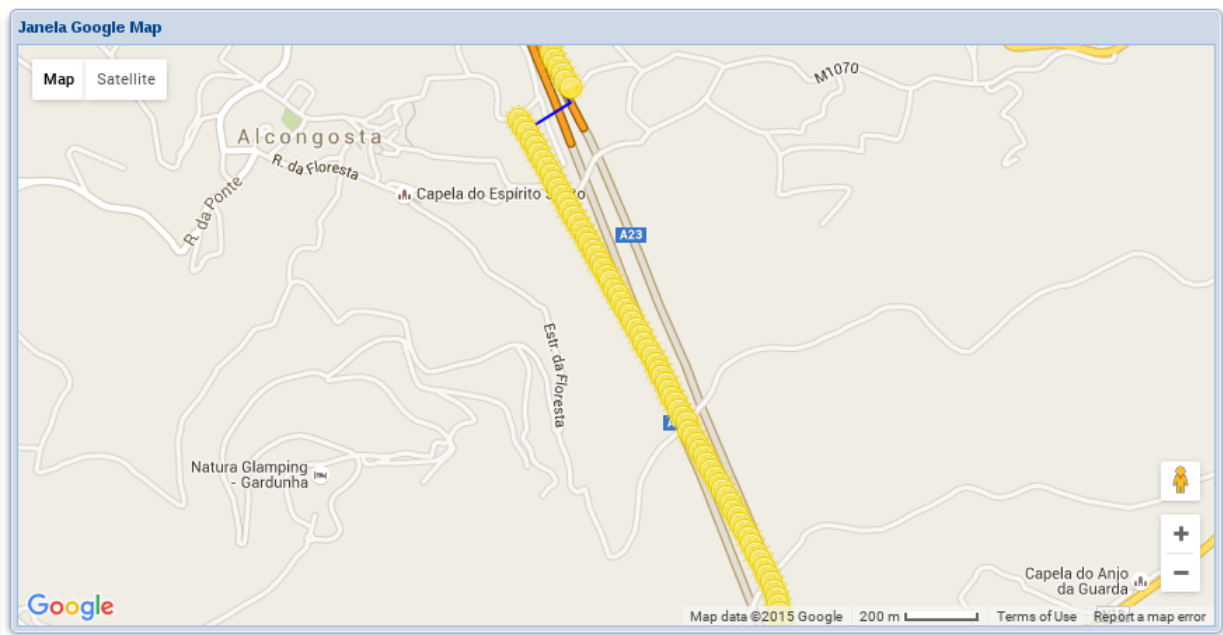 Janela Google Map
Map
Satellite
M1070
Alcongosta
R. da Floresta
Capela do Espírito
R. da Ponte
A23
Estr. da Floresta
Natura Glamping
- Gardunha
Capela do Anjo
da Guarda
Google
Map data ©2015 Google
200 m
Terms of Use
Report a map error